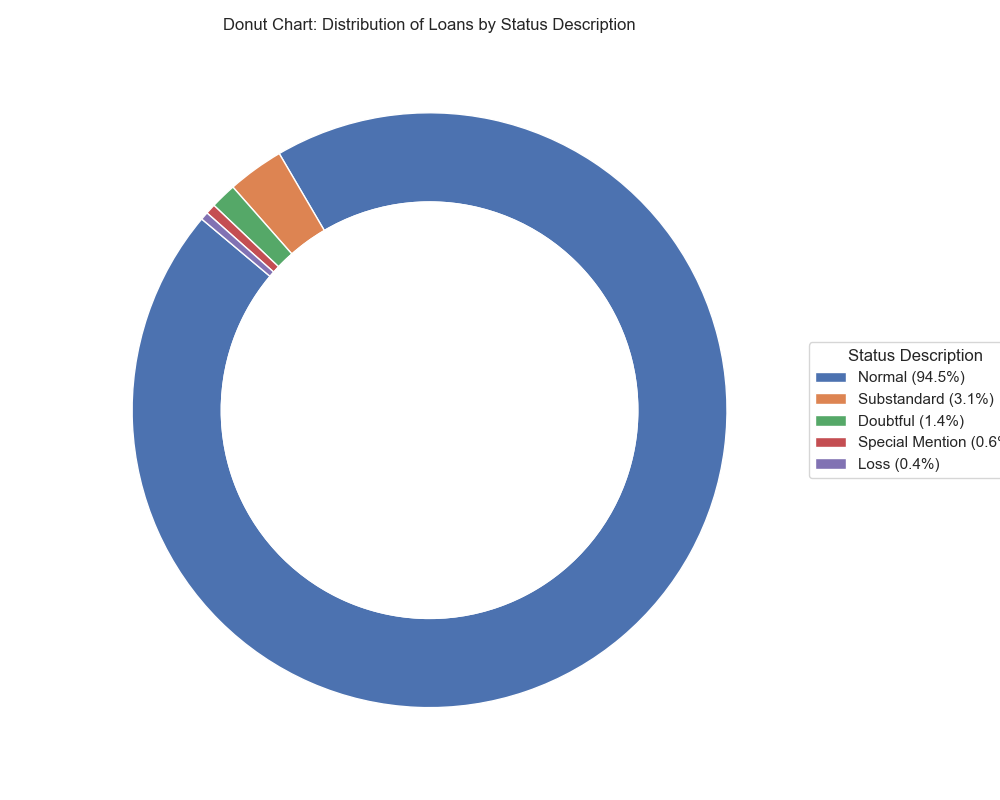 Donut Chart: Distribution of Loans by Status Description
Status Description
Normal (94.5%)
Substandard (3.1%)
Doubtful (1.4%)
Special Mention (0.6%
Loss (0.4%)